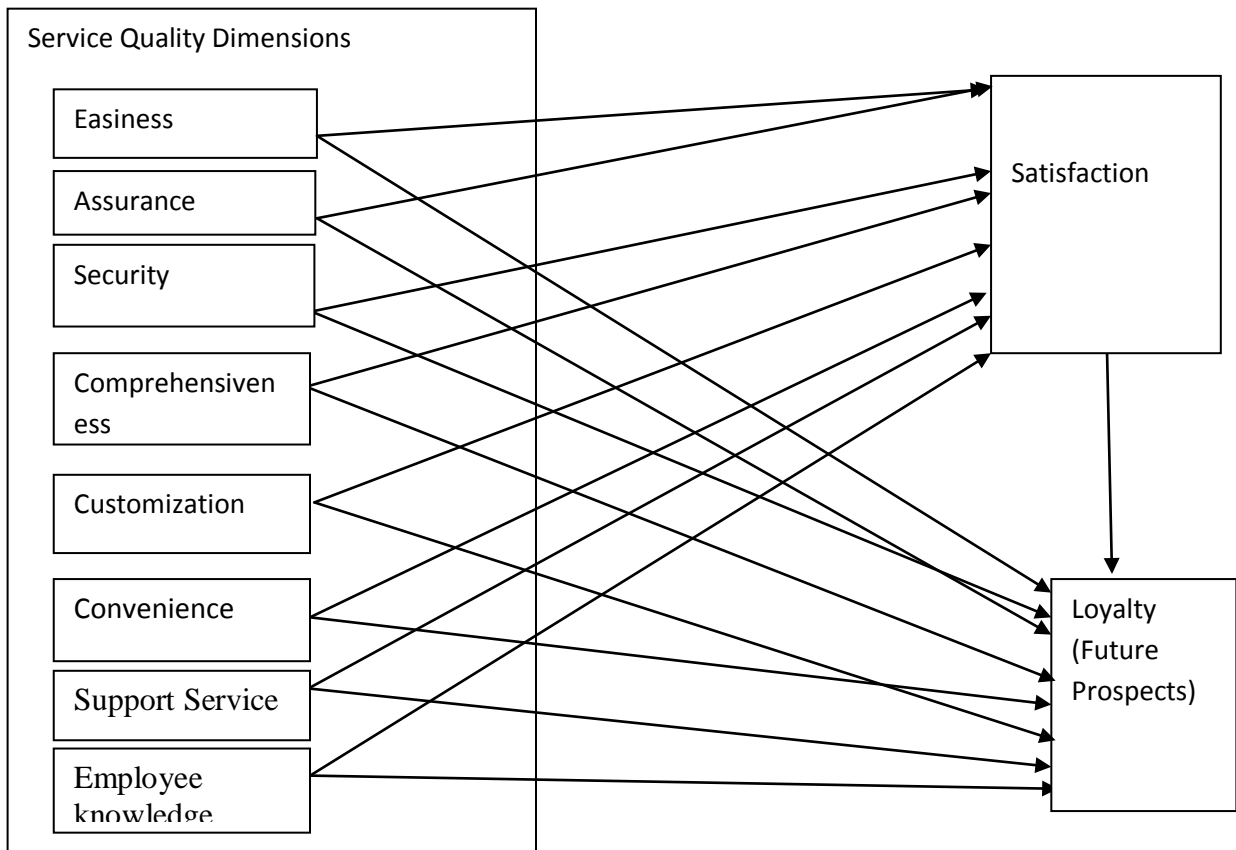 Service Quality Dimensions
Easiness
Assurance
Security
Comprehensiven
ess
Customization
Convenience
Support Service
Employee
knowledge
Satisfaction
Loyalty
(Future
Prospects)